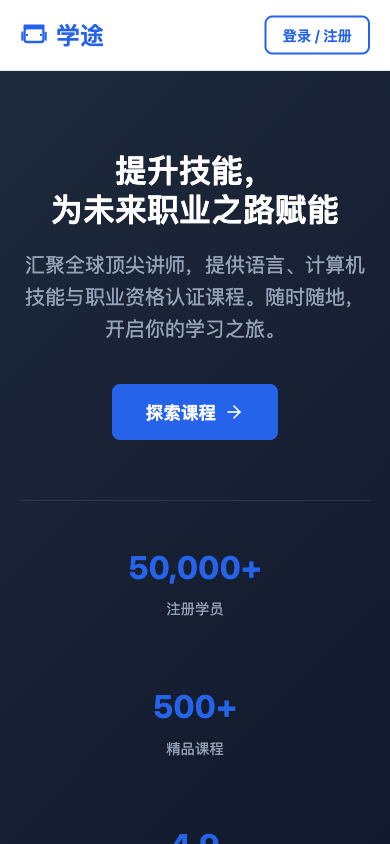 学途
登录 / 注册
提升技能，
为未来职业之路赋能
汇聚全球顶尖讲师，提供语言、计算机
技能与职业资格认证课程。随时随地，
开启你的学习之旅。
探索课程 →
50,000+
注册学员
500+
精品课程
4.9